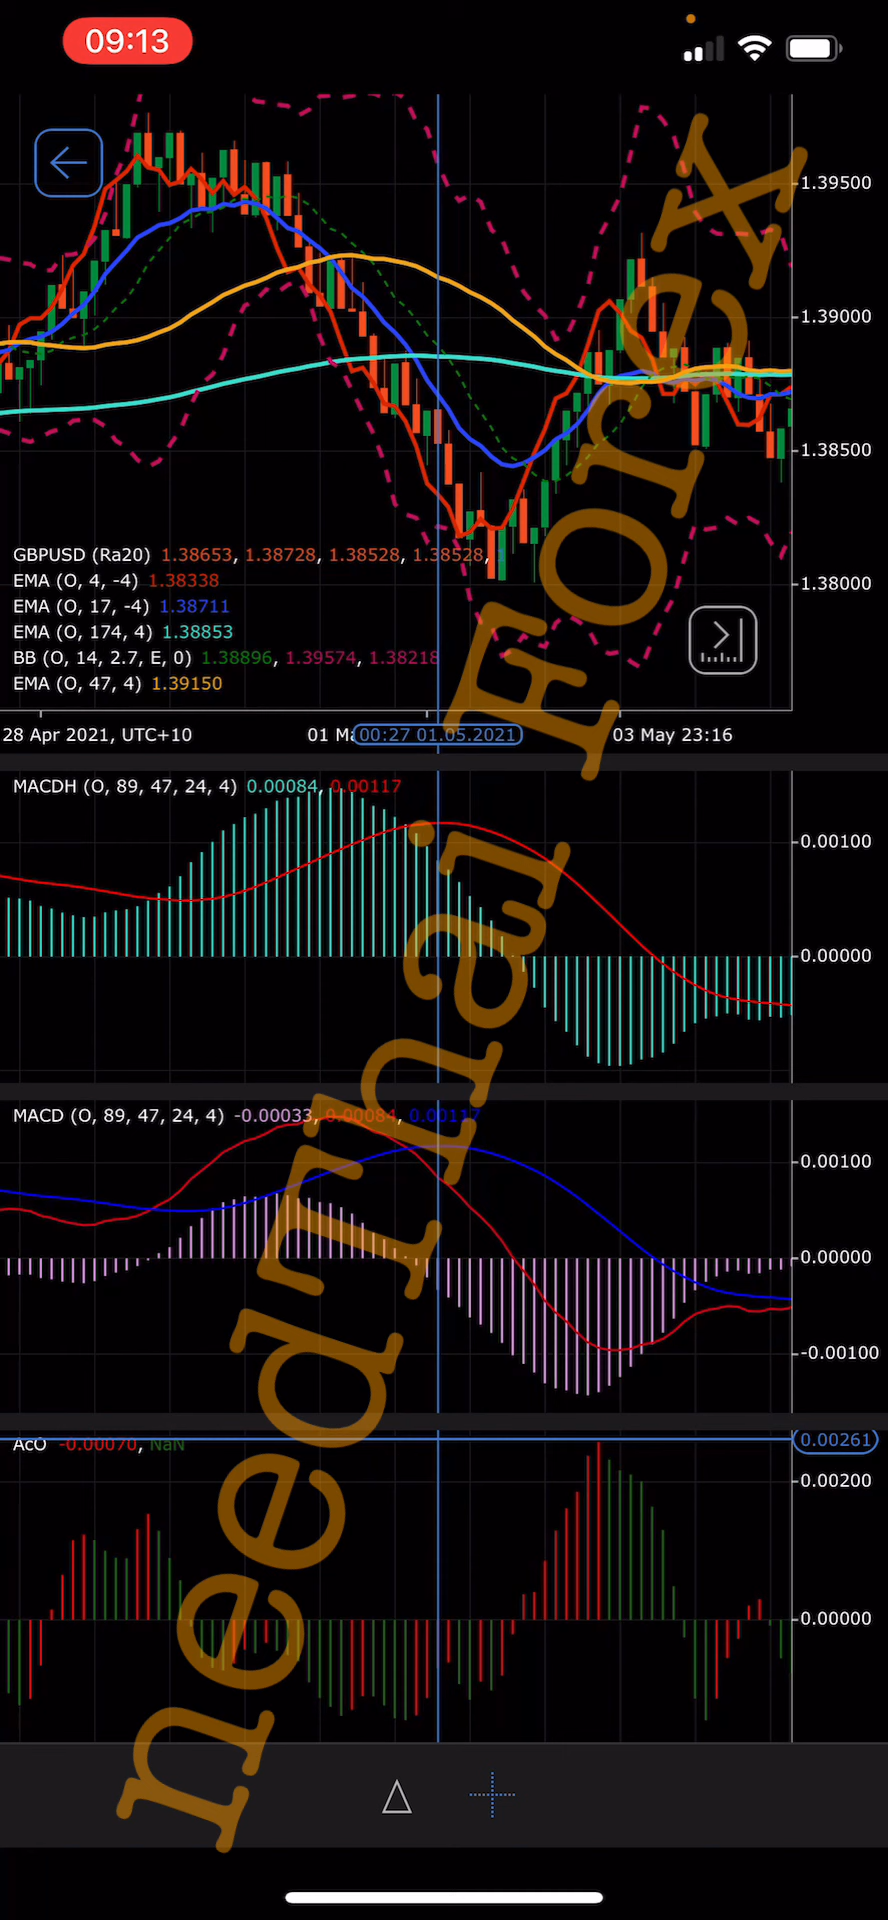 09:13
1.39500
1.39000
1.38500
1.38000
GBPUSD (Ra20) 1.38653, 1.38728, 1.38528, 1.38528,
EMA (O, 4, -4) 1.38338
EMA (O, 17, -4) 1.38711
EMA (O, 174, 4) 1.38853
BB (O, 14, 2.7, E, 0) 1.38896, 1.39574, 1.38218
EMA (O, 47, 4) 1.39150
28 Apr 2021, UTC+10 01 Ma 00:27 01.05.2021 03 May 23:16
MACDH (O, 89, 47, 24, 4) 0.00084, 0.00117
0.00100
0.00000
MACD (O, 89, 47, 24, 4) -0.00033, 0.00084, 0.00117
0.00100
0.00000
-0.00100
AcO -0.00070, NaN
0.00261
0.00200
0.00000
needrnal Forex